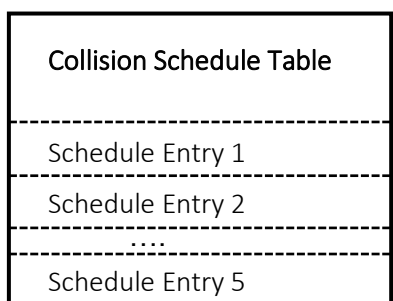 Collision Schedule Table
Schedule Entry 1
Schedule Entry 2
....
Schedule Entry 5